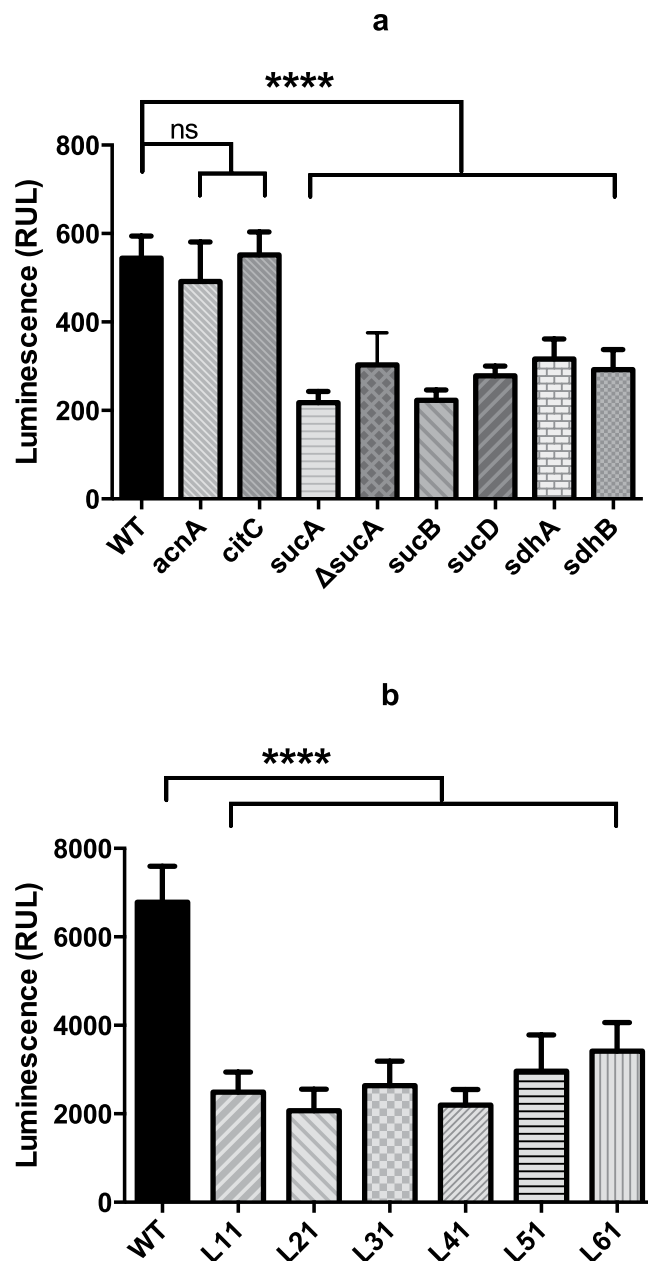 a
****
ns
Luminescence (RUL)
800
600
400
200
0
WT
acnA
citC
sucA
ΔsucA
sucB
sucD
sdhA
sdhB
b
****
Luminescence (RUL)
8000
6000
4000
2000
0
WT
L11
L21
L31
L41
L51
L61